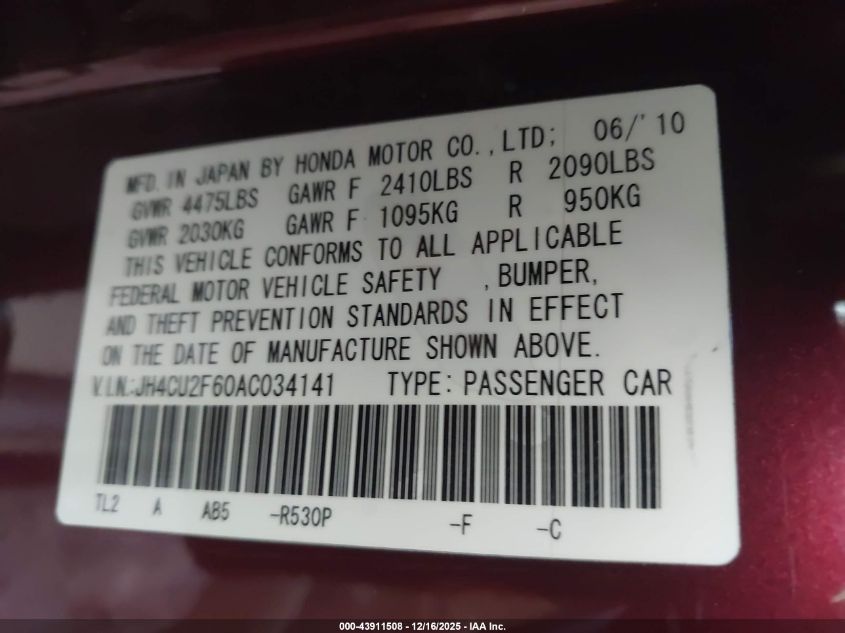 MFD. IN JAPAN BY HONDA MOTOR CO., LTD; 06/'10
GVWR 4475LBS GAWR F 2410LBS R 2090LBS
GVWR 2030KG GAWR F 1095KG R 950KG
THIS VEHICLE CONFORMS TO ALL APPLICABLE
FEDERAL MOTOR VEHICLE SAFETY , BUMPER,
AND THEFT PREVENTION STANDARDS IN EFFECT
ON THE DATE OF MANUFACTURE SHOWN ABOVE.
V.I.N.:JH4CU2F60AC034141 TYPE: PASSENGER CAR
TL2 A AB5 -R530P -F -C
000-43911508 - 12/16/2025 - IAA Inc.